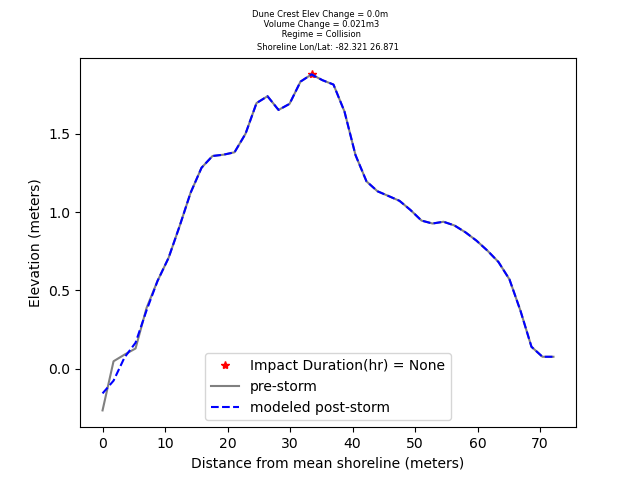 Dune Crest Elev Change = 0.0m
Volume Change = 0.021m3
Regime = Collision
Shoreline Lon/Lat: -82.321 26.871
Elevation (meters)
1.5
1.0
0.5
0.0
Impact Duration(hr) = None
pre-storm
modeled post-storm
0 10 20 30 40 50 60 70
Distance from mean shoreline (meters)